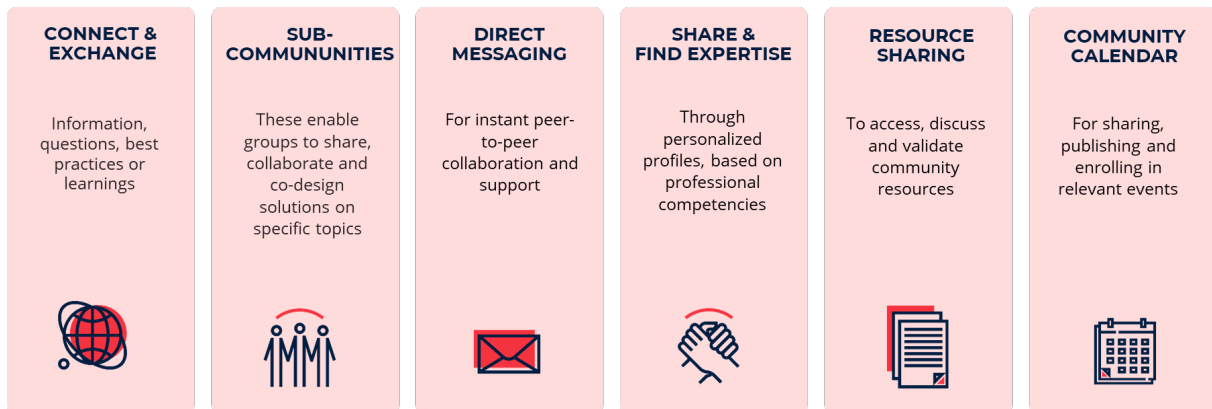 CONNECT &
EXCHANGE
Information,
questions, best
practices or
learnings
SUB-
COMMUNUNITIES
These enable
groups to share,
collaborate and
co-design
solutions on
specific topics
DIRECT
MESSAGING
For instant peer-
to-peer
collaboration and
support
SHARE &
FIND EXPERTISE
Through
personalized
profiles, based on
professional
competencies
RESOURCE
SHARING
To access, discuss
and validate
community
resources
COMMUNITY
CALENDAR
For sharing,
publishing and
enrolling in
relevant events